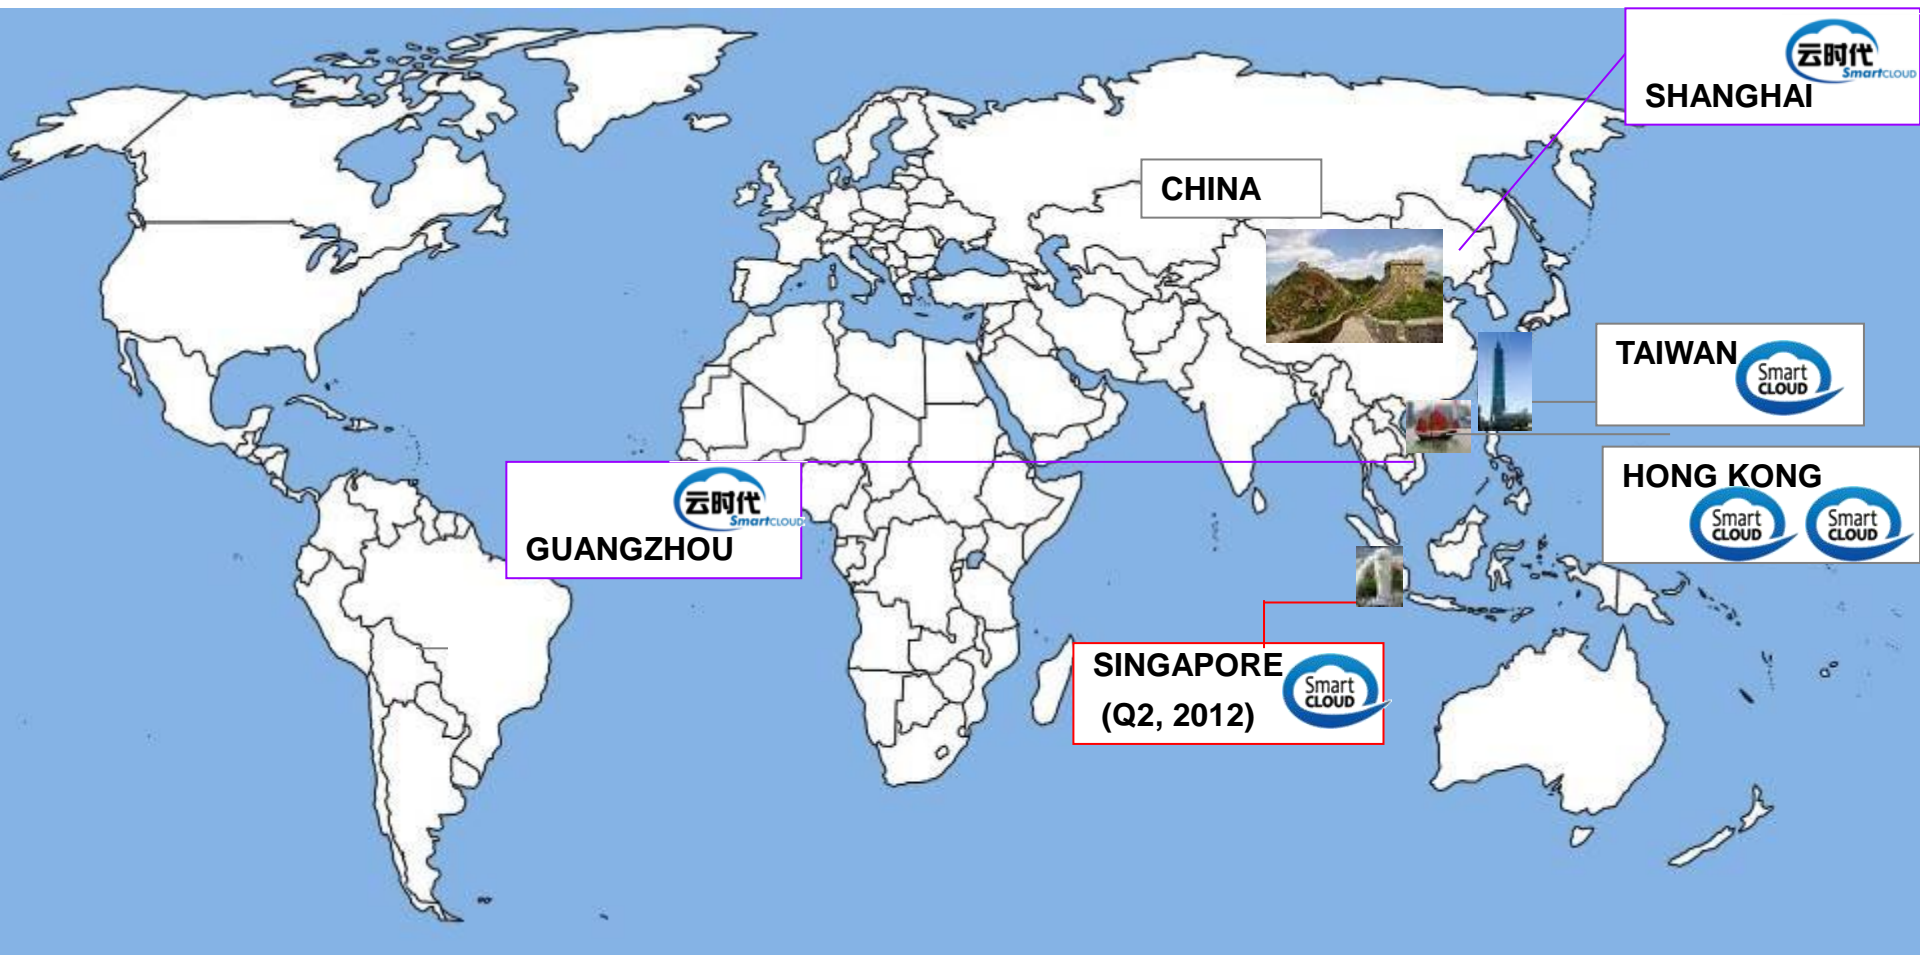 云时代
SmartCLOUD
SHANGHAI
CHINA
TAIWAN
Smart
CLOUD
HONG KONG
Smart
CLOUD
Smart
CLOUD
云时代
SmartCLOUD
GUANGZHOU
SINGAPORE
(Q2, 2012)
Smart
CLOUD